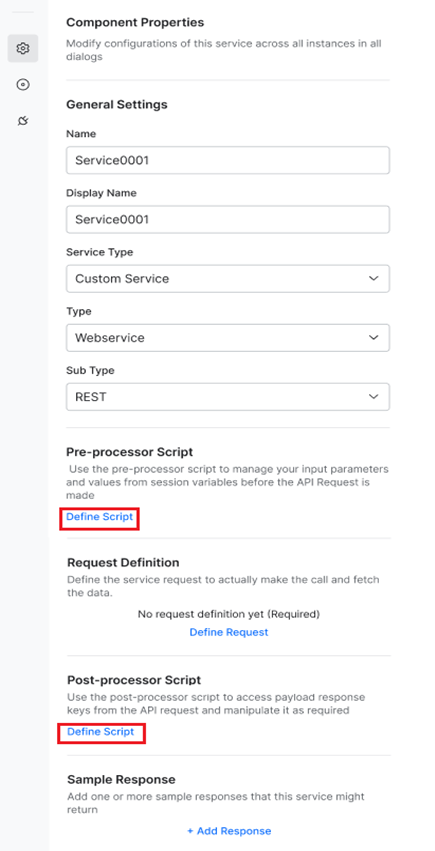 Component Properties
Modify configurations of this service across all instances in all
dialogs
General Settings
Name
Service0001
Display Name
Service0001
Service Type
Custom Service
Type
Webservice
Sub Type
REST
Pre-processor Script
Use the pre-processor script to manage your input parameters
and values from session variables before the API Request is
made
Define Script
Request Definition
Define the service request to actually make the call and fetch
the data.
No request definition yet (Required)
Define Request
Post-processor Script
Use the post-processor script to access payload response
keys from the API request and manipulate it as required
Define Script
Sample Response
Add one or more sample responses that this service might
return
+ Add Response